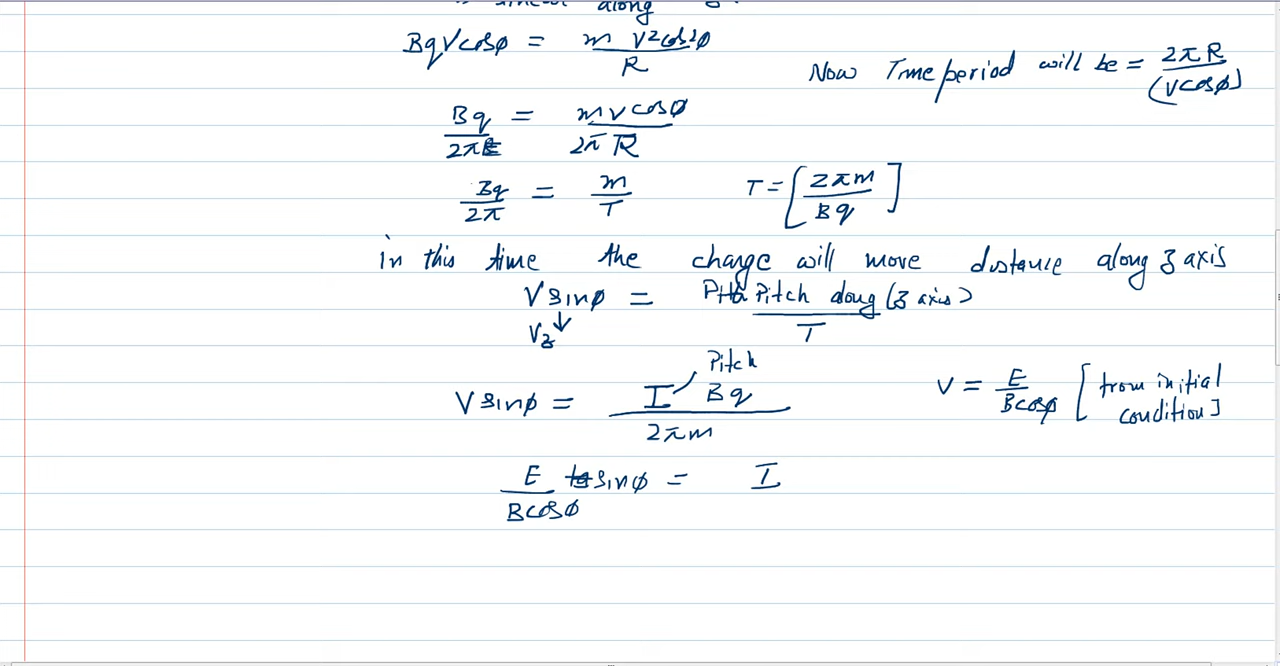 along
BqVcosφ = m V²cos²φ / R
Now Time period will be = 2πR / (Vcosφ)
Bq / 2π = mvcosφ / 2π R
Bq / 2π = m / T T = [2πm / Bq]
in this time the charge will move distance along z axis
Vsinφ = Pitch along (z axis) / T
Vz
Pitch
Vsinφ = I Bq / 2πm V = E / Bcosφ [from initial condition]
E / Bcosφ sinφ = I